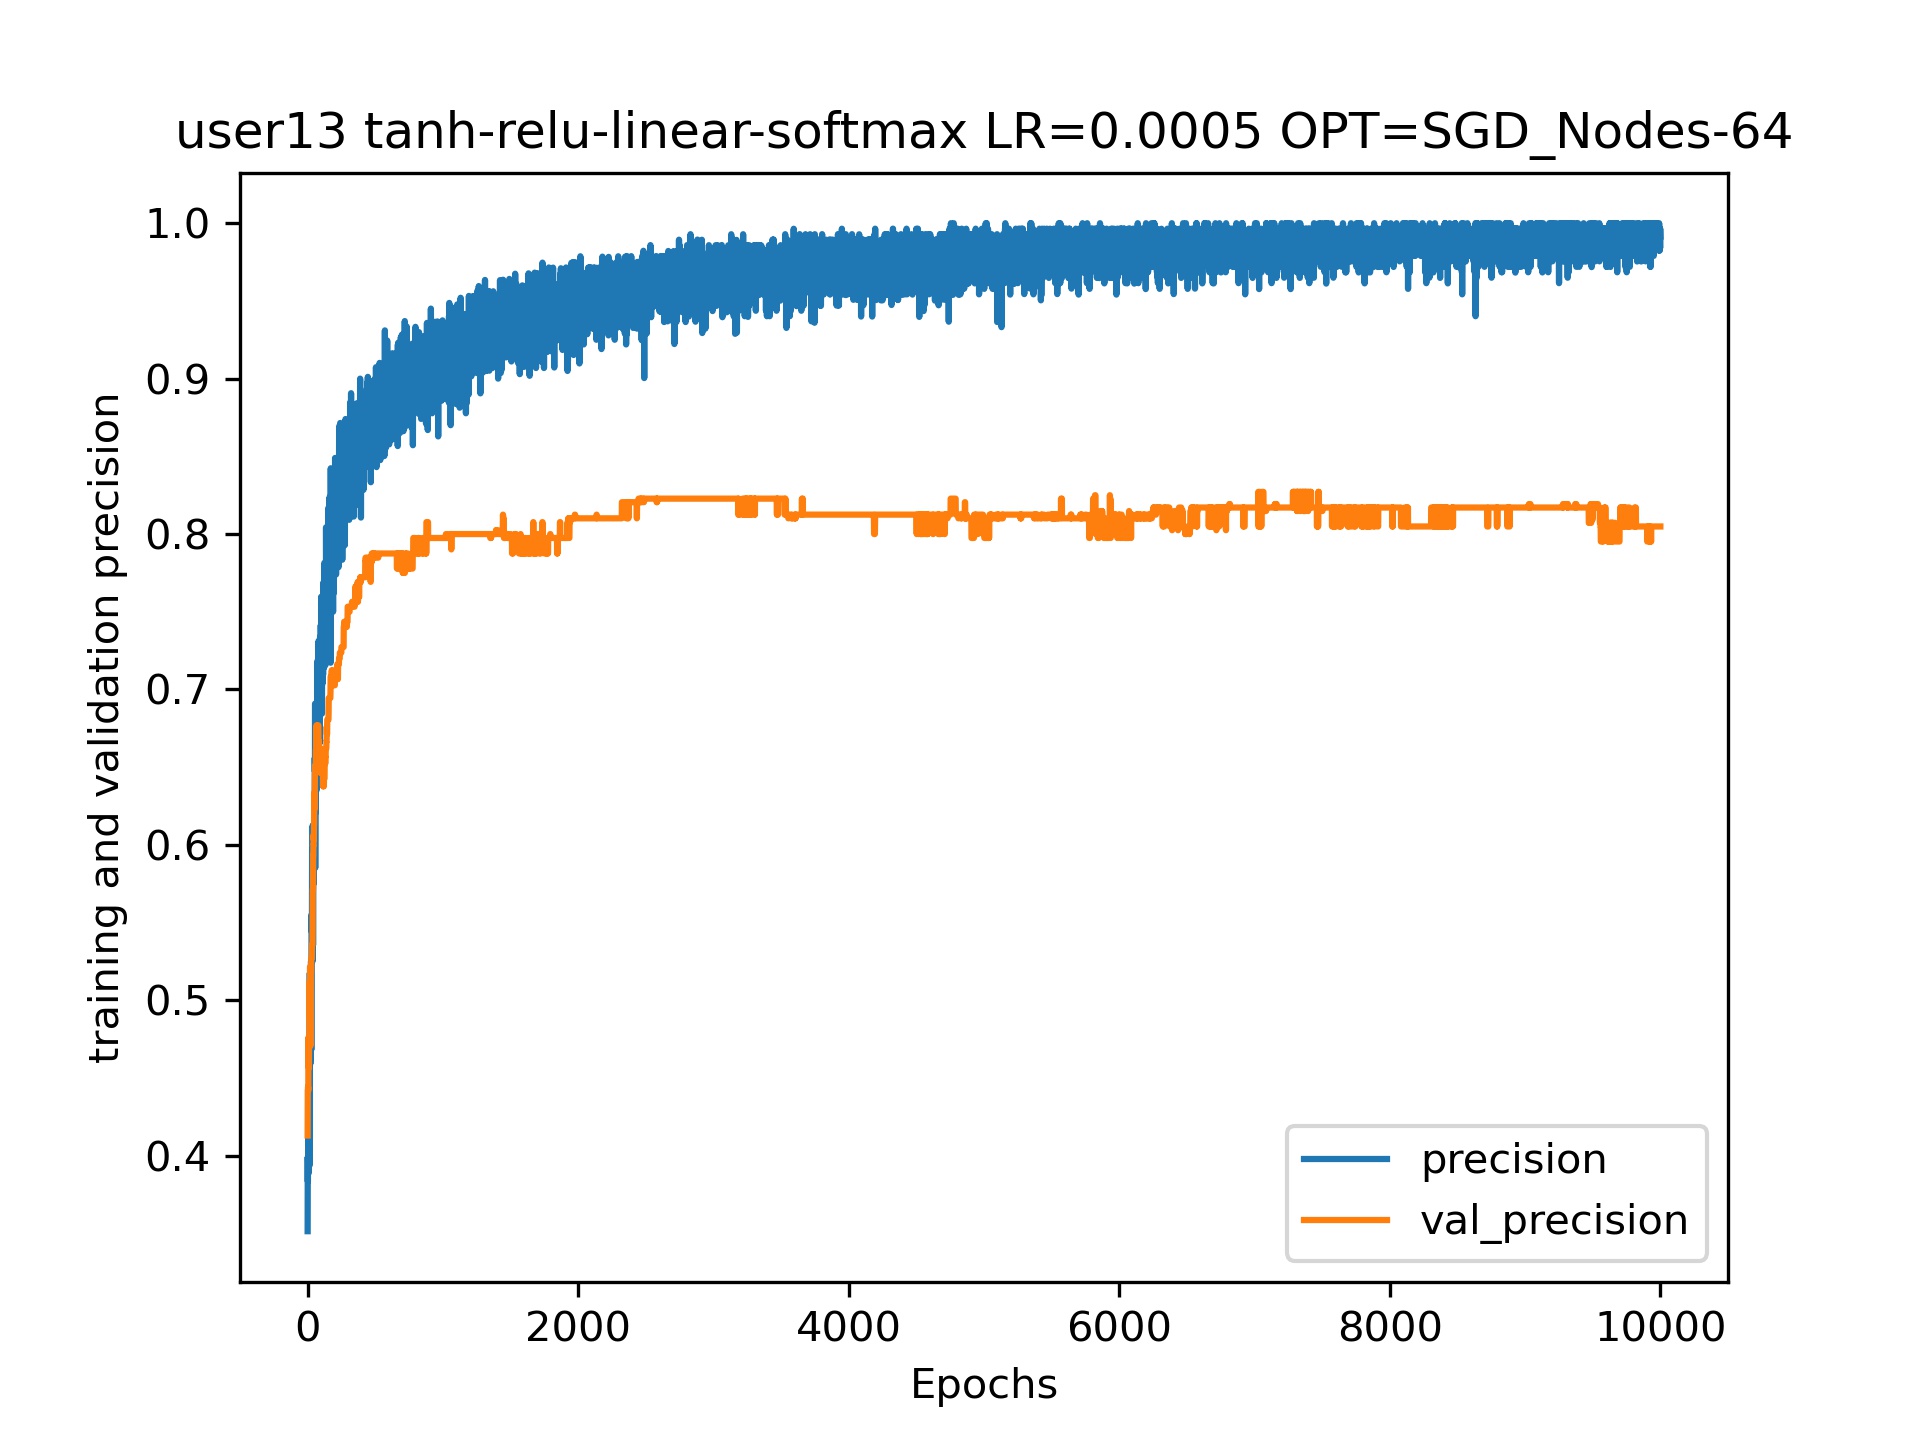 user13 tanh-relu-linear-softmax LR=0.0005 OPT=SGD_Nodes-64
training and validation precision
1.0
0.9
0.8
0.7
0.6
0.5
0.4
precision
val_precision
0 2000 4000 6000 8000 10000
Epochs